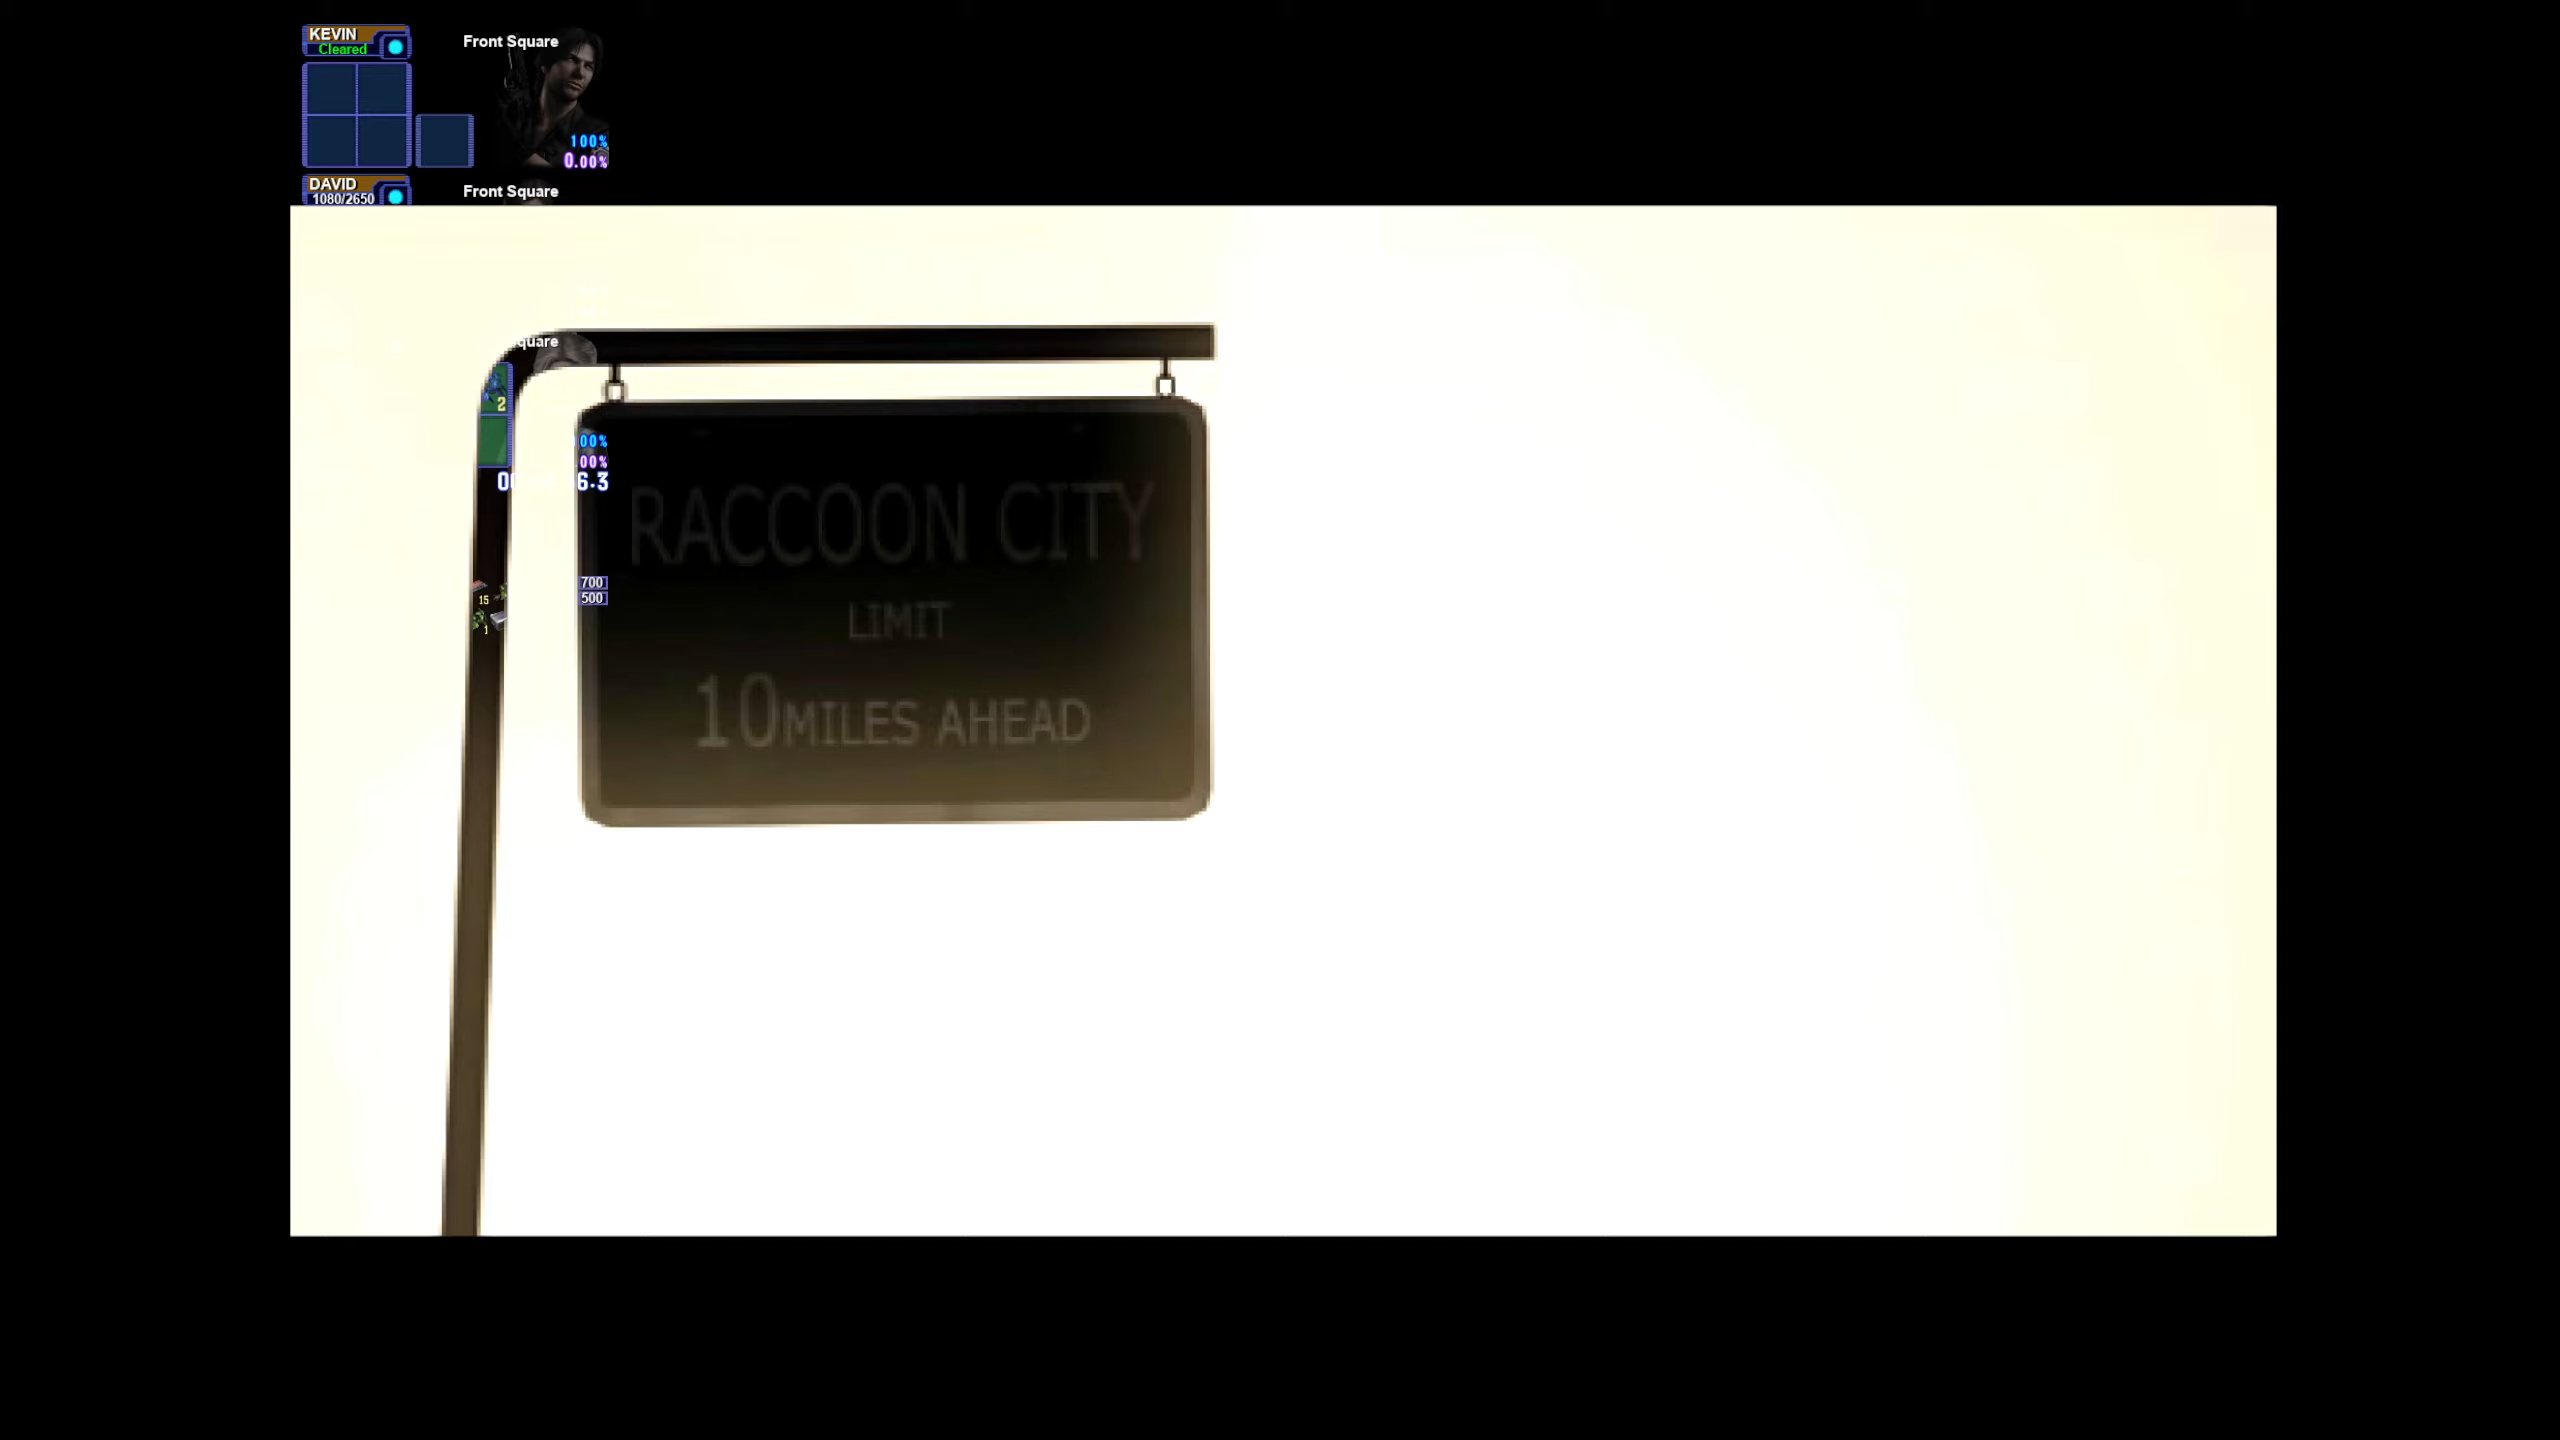 KEVIN
Cleared
Front Square
100%
0.00%
DAVID
1080/2650
Front Square
quare
2
00%
00%
6.3
RACCOON CITY
700
15
500
LIMIT
1
10MILES AHEAD